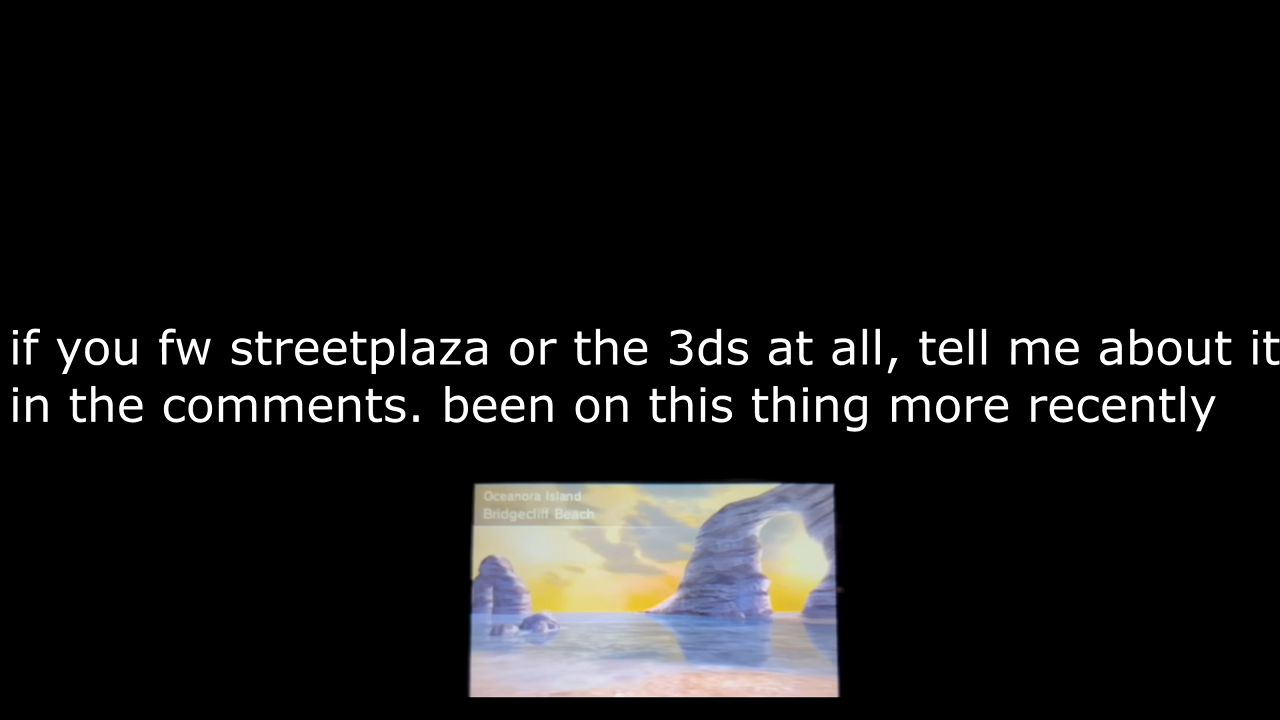 if you fw streetplaza or the 3ds at all, tell me about it
in the comments. been on this thing more recently
Oceanora Island
Bridgecliff Beach